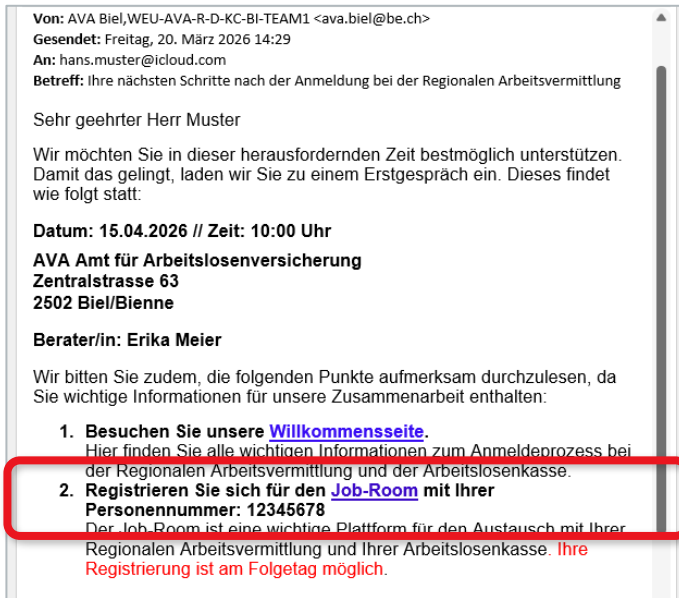 Von: AVA Biel,WEU-AVA-R-D-KC-BI-TEAM1 <ava.biel@be.ch>
Gesendet: Freitag, 20. März 2026 14:29
An: hans.muster@icloud.com
Betreff: Ihre nächsten Schritte nach der Anmeldung bei der Regionalen Arbeitsvermittlung
Sehr geehrter Herr Muster
Wir möchten Sie in dieser herausfordernden Zeit bestmöglich unterstützen.
Damit das gelingt, laden wir Sie zu einem Erstgespräch ein. Dieses findet
wie folgt statt:
Datum: 15.04.2026 // Zeit: 10:00 Uhr
AVA Amt für Arbeitslosenversicherung
Zentralstrasse 63
2502 Biel/Bienne
Berater/in: Erika Meier
Wir bitten Sie zudem, die folgenden Punkte aufmerksam durchzulesen, da
Sie wichtige Informationen für unsere Zusammenarbeit enthalten:
1. Besuchen Sie unsere Willkommensseite.
Hier finden Sie alle wichtigen Informationen zum Anmeldeprozess bei
der Regionalen Arbeitsvermittlung und der Arbeitslosenkasse.
2. Registrieren Sie sich für den Job-Room mit Ihrer
Personennummer: 12345678
Der Job-Room ist eine wichtige Plattform für den Austausch mit Ihrer
Regionalen Arbeitsvermittlung und Ihrer Arbeitslosenkasse. Ihre
Registrierung ist am Folgetag möglich.